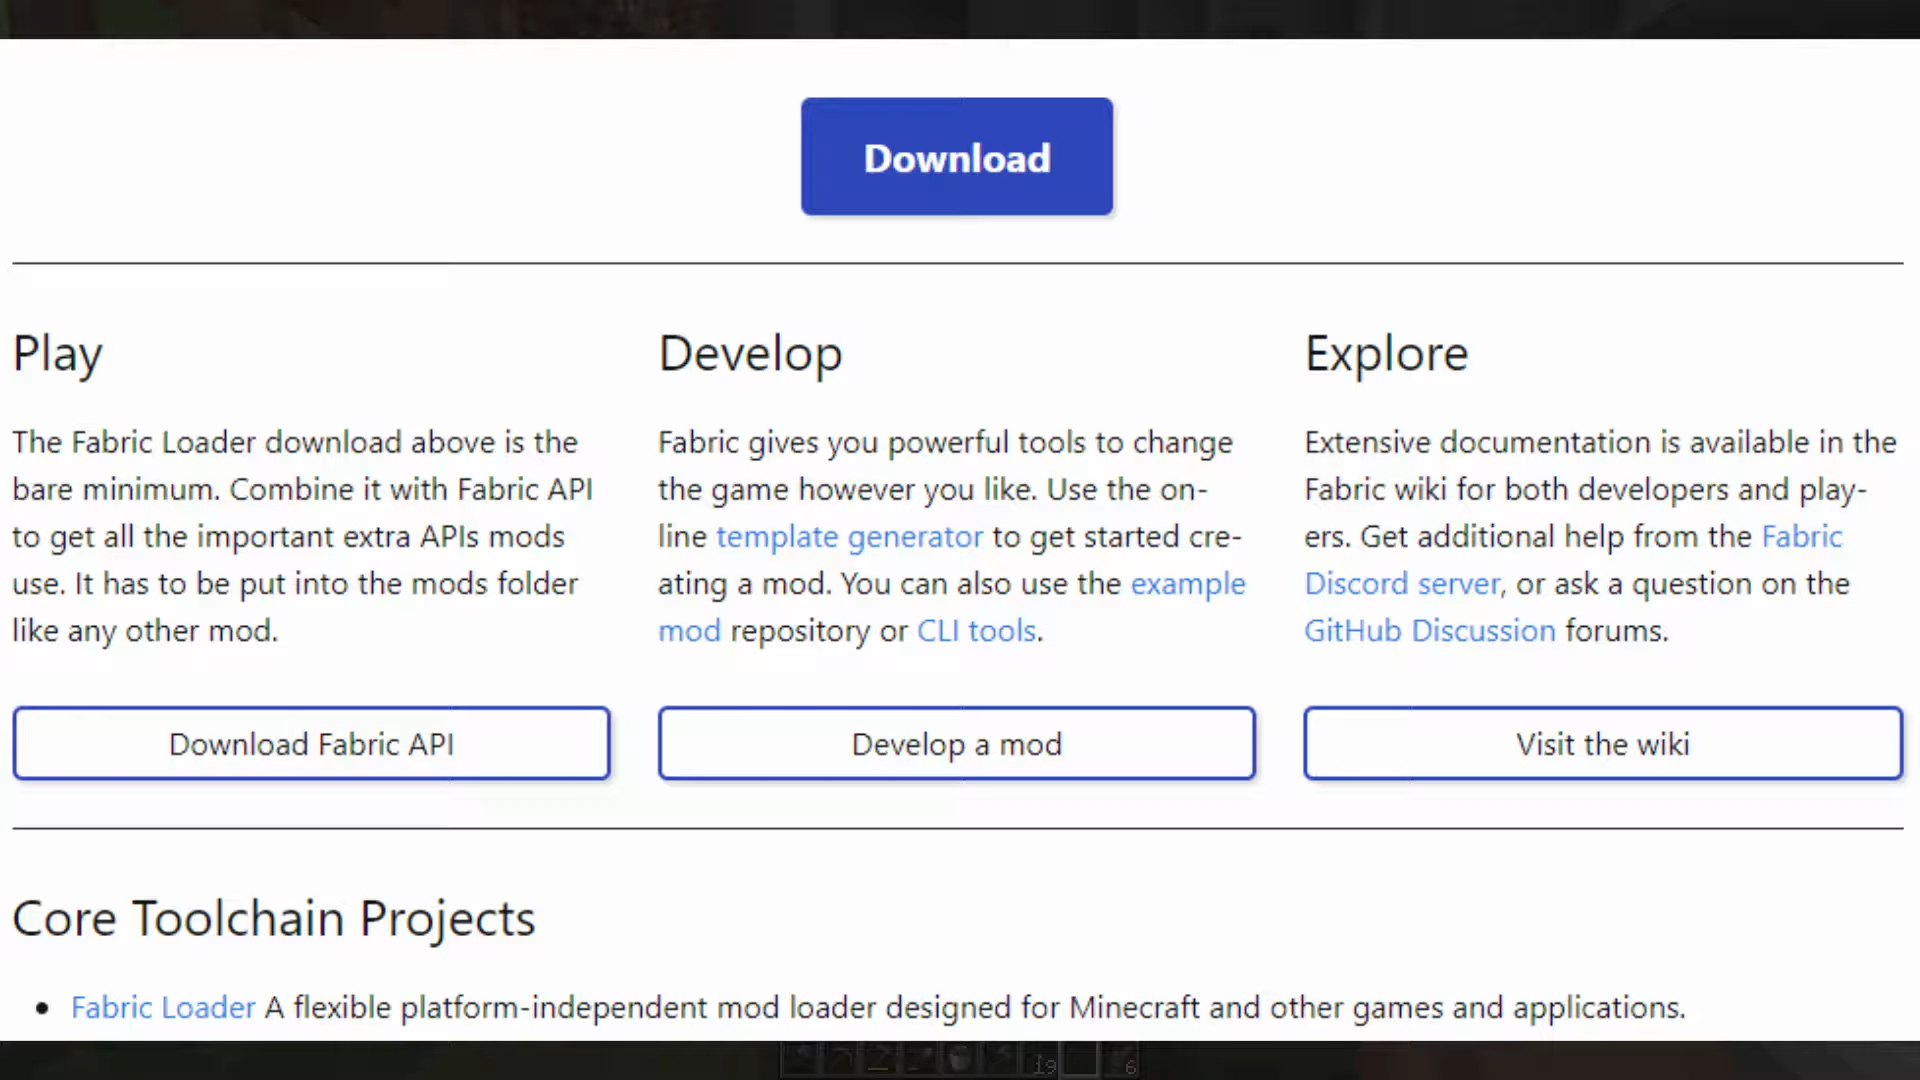 Download
Play
The Fabric Loader download above is the
bare minimum. Combine it with Fabric API
to get all the important extra APIs mods
use. It has to be put into the mods folder
like any other mod.
Download Fabric API
Develop
Fabric gives you powerful tools to change
the game however you like. Use the on-
line template generator to get started cre-
ating a mod. You can also use the example
mod repository or CLI tools.
Develop a mod
Explore
Extensive documentation is available in the
Fabric wiki for both developers and play-
ers. Get additional help from the Fabric
Discord server, or ask a question on the
GitHub Discussion forums.
Visit the wiki
Core Toolchain Projects
• Fabric Loader A flexible platform-independent mod loader designed for Minecraft and other games and applications.
19
6